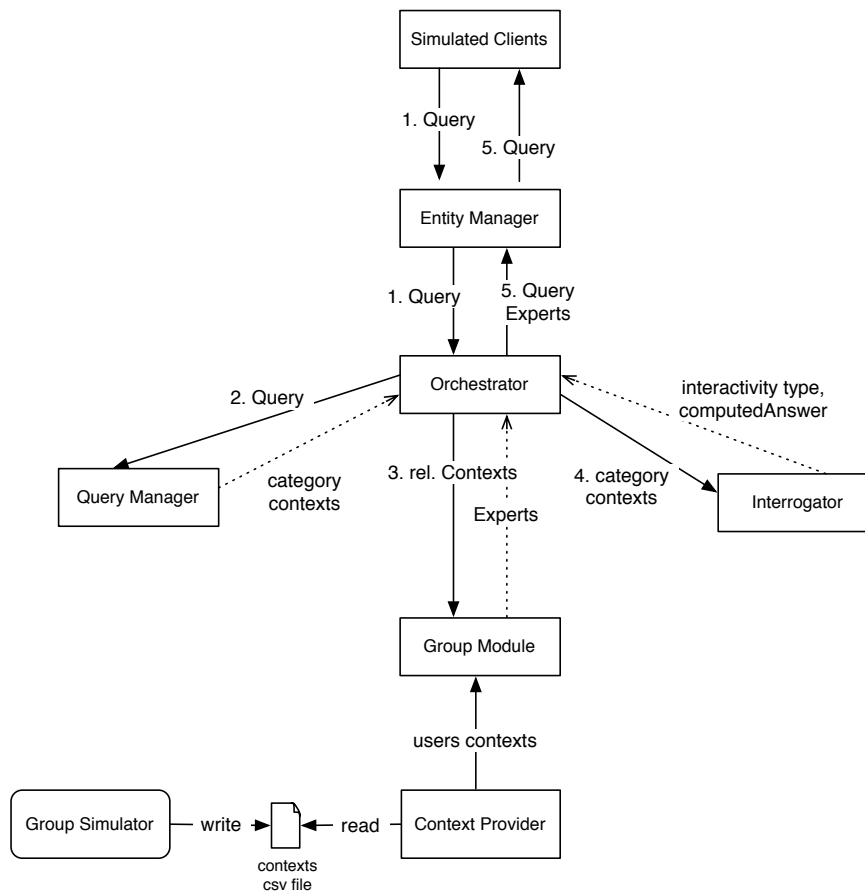 Simulated Clients
1. Query
5. Query
Entity Manager
1. Query
5. Query
Experts
Orchestrator
2. Query
interactivity type,
computedAnswer
category
contexts
3. rel. Contexts
4. category
contexts
Query Manager
Experts
Interrogator
Group Module
users contexts
Group Simulator
write
read
Context Provider
contexts
csv file